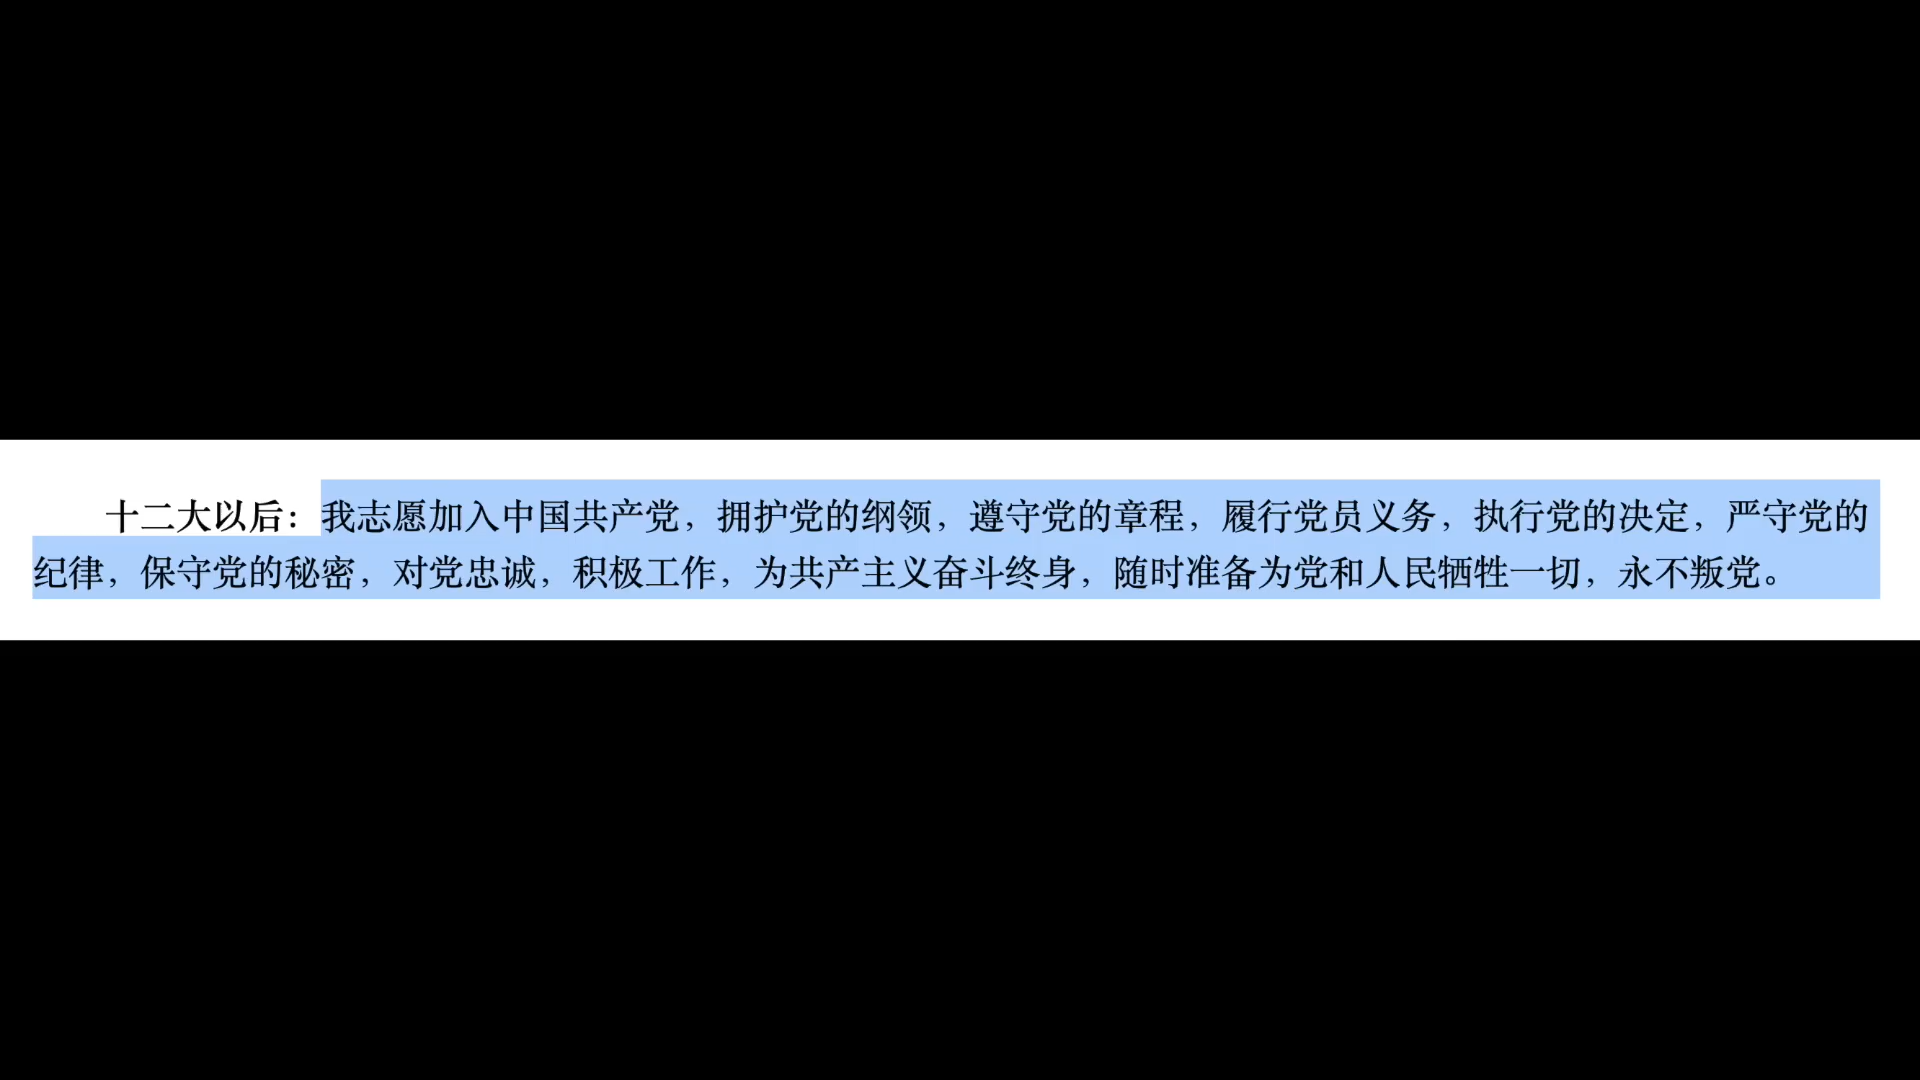 十二大以后：我志愿加入中国共产党，拥护党的纲领，遵守党的章程，履行党员义务，执行党的决定，严守党的
纪律，保守党的秘密，对党忠诚，积极工作，为共产主义奋斗终身，随时准备为党和人民牺牲一切，永不叛党。